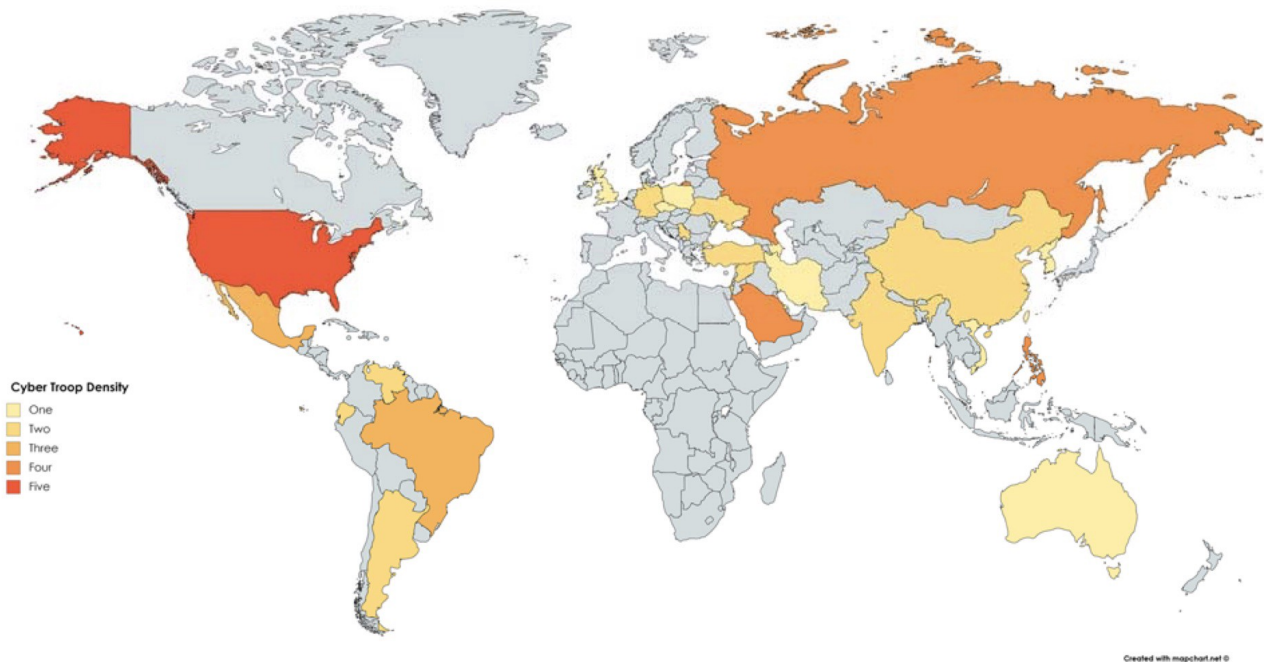 Cyber Troop Density
One
Two
Three
Four
Five
Created with mapchart.net ©